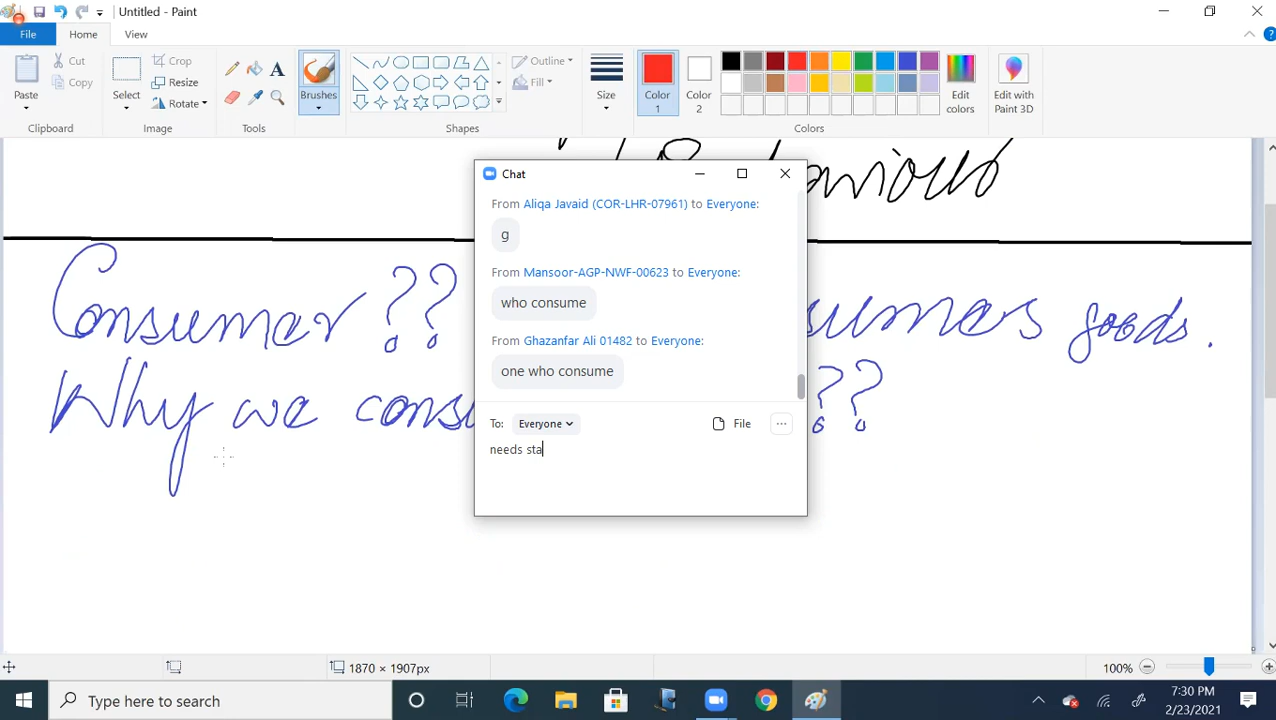 Untitled - Paint
File Home View
Paste
Cut
Copy
Select
Crop
Resize
Rotate
Brushes
Outline
Fill
Size
Color 1
Color 2
Edit colors
Edit with Paint 3D
Clipboard Image Tools Shapes Colors
Consumer ?? sumes goods.
Why we consu ??
Chat
From Aliqa Javaid (COR-LHR-07961) to Everyone:
g
From Mansoor-AGP-NWF-00623 to Everyone:
who consume
From Ghazanfar Ali 01482 to Everyone:
one who consume
To: Everyone File ...
needs sta
1870 × 1907px 100%
Type here to search
7:30 PM
2/23/2021